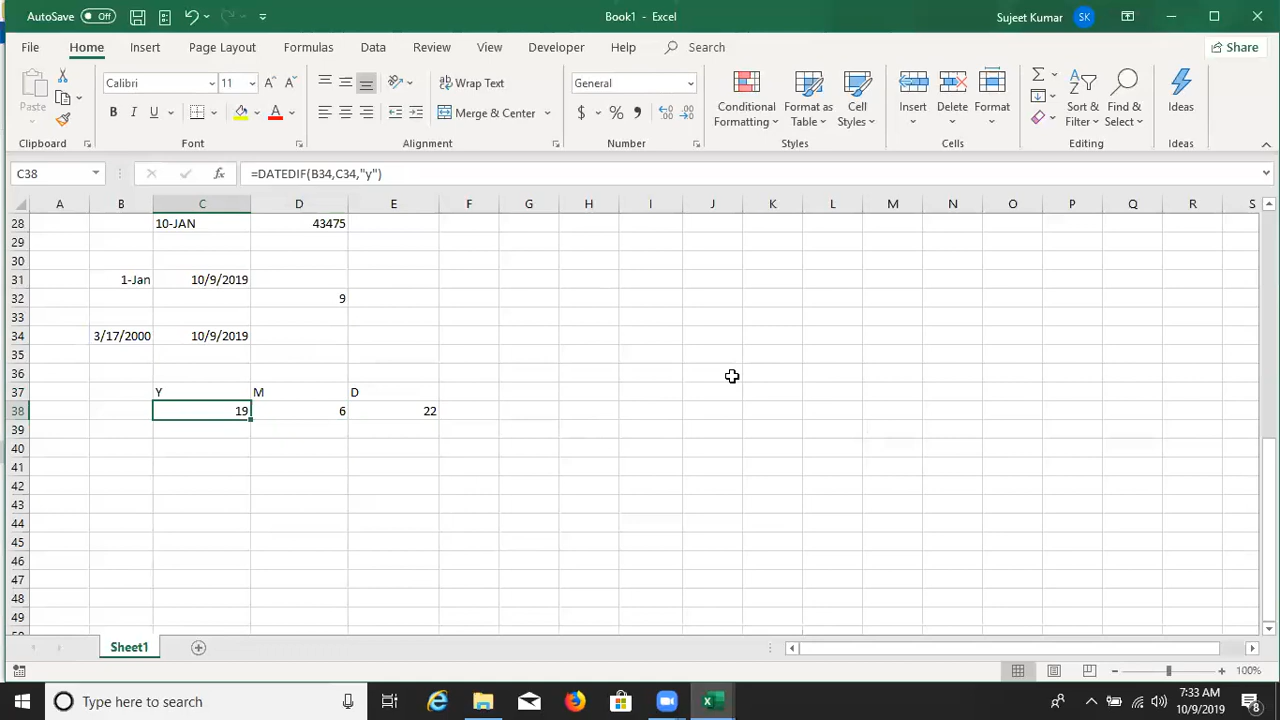 AutoSave Off Book1 - Excel Sujeet Kumar SK
File Home Insert Page Layout Formulas Data Review View Developer Help Search Share
Paste Calibri 11 A A Wrap Text General Conditional Formatting Format as Table Cell Styles Insert Delete Format Sort & Filter Find & Select Ideas
B I U A Merge & Center $ % ,
Clipboard Font Alignment Number Styles Cells Editing Ideas
C38 fx =DATEDIF(B34,C34,"y")
A B C D E F G H I J K L M N O P Q R S
28 10-JAN 43475
29
30
31 1-Jan 10/9/2019
32 9
33
34 3/17/2000 10/9/2019
35
36
37 Y M D
38 19 6 22
39
40
41
42
43
44
45
46
47
48
49
Sheet1
100%
Type here to search 7:33 AM
10/9/2019 8